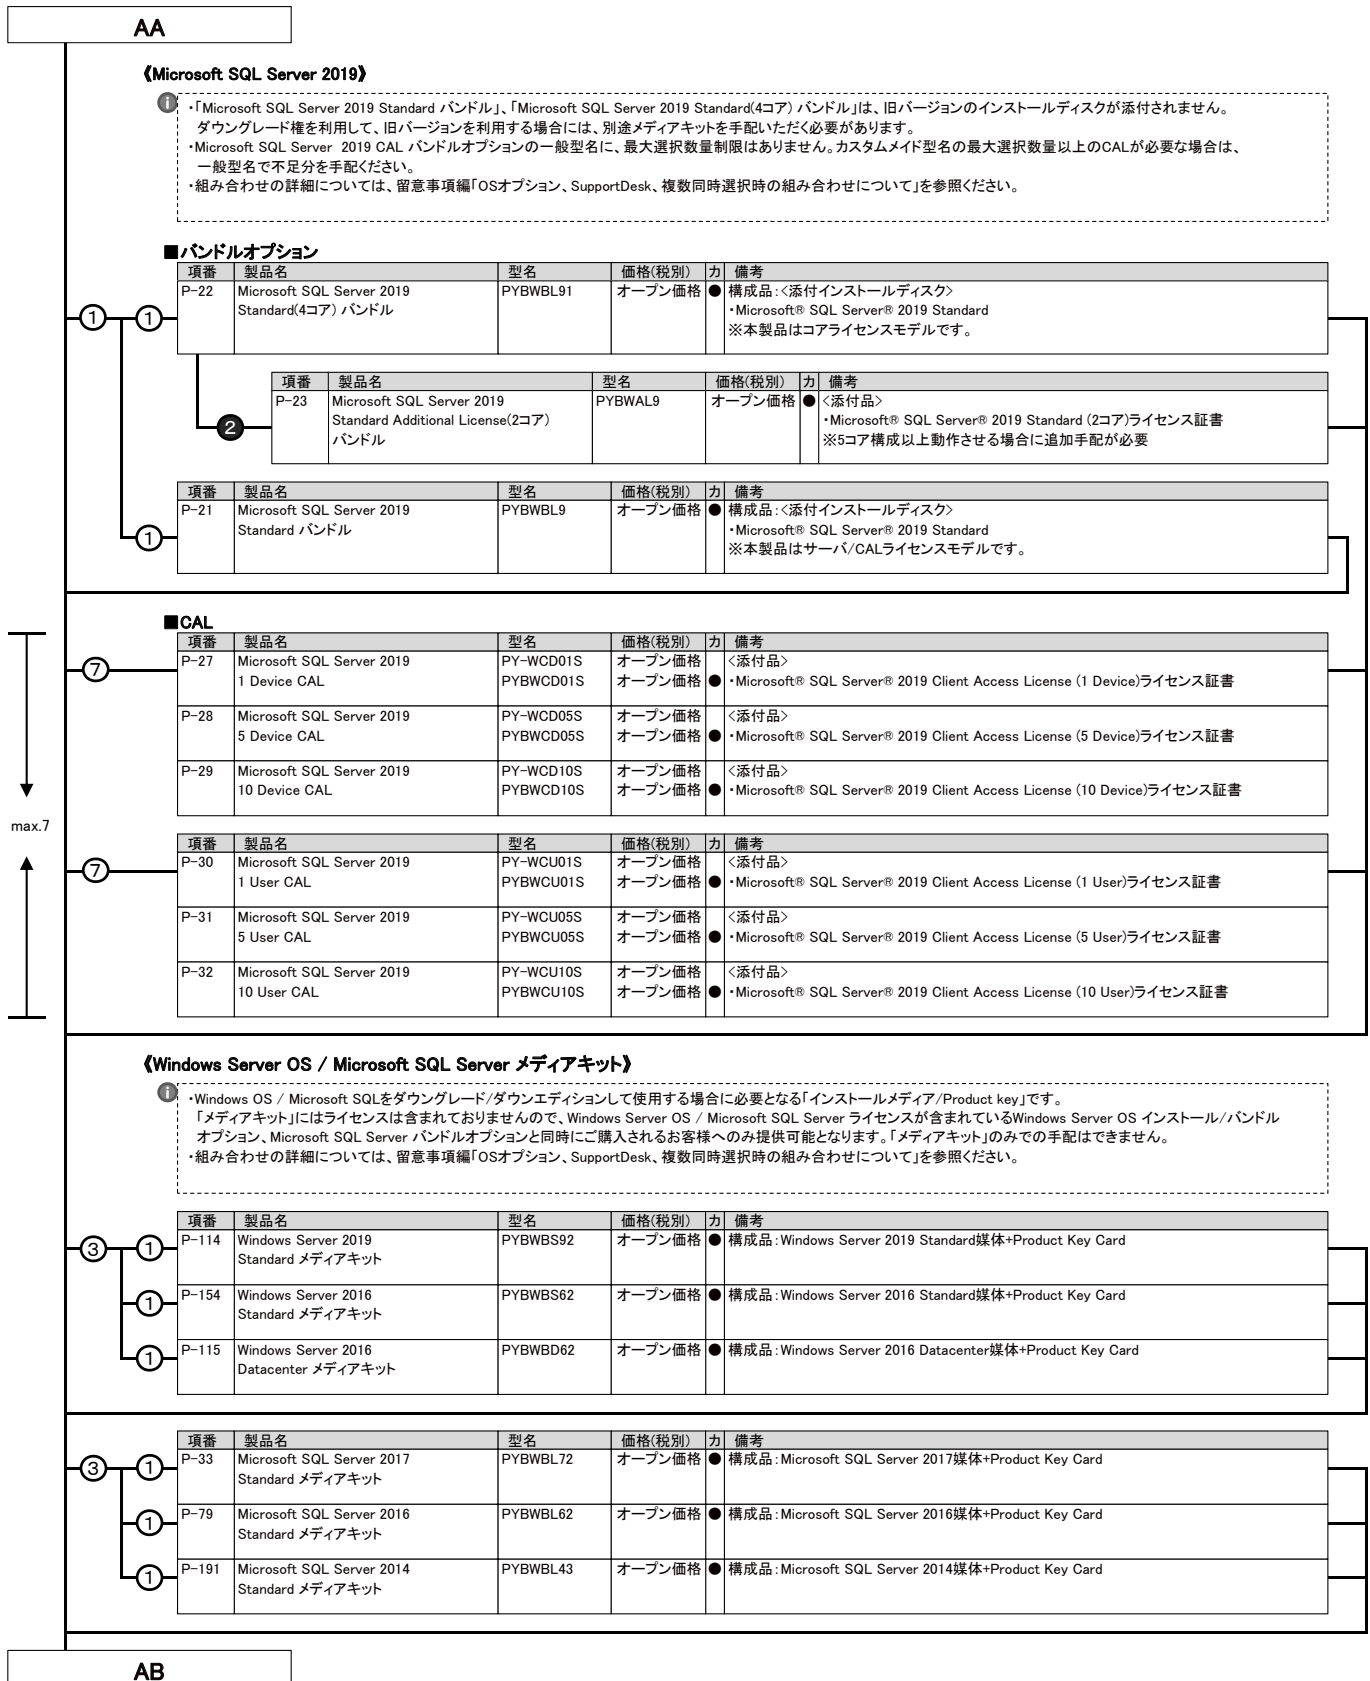 AA
《Microsoft SQL Server 2019》
・「Microsoft SQL Server 2019 Standard バンドル」、「Microsoft SQL Server 2019 Standard(4コア) バンドル」は、旧バージョンのインストールディスクが添付されません。
ダウングレード権を利用して、旧バージョンを利用する場合には、別途メディアキットを手配いただく必要があります。
・Microsoft SQL Server 2019 CAL バンドルオプションの一般型名に、最大選択数量制限はありません。カスタムメイド型名の最大選択数量以上のCALが必要な場合は、
一般型名で不足分を手配ください。
・組み合わせの詳細については、留意事項編「OSオプション、SupportDesk、複数同時選択時の組み合わせについて」を参照ください。
■バンドルオプション
項番 製品名 型名 価格(税別) カ 備考
P-22 Microsoft SQL Server 2019 PYBWBL91 オープン価格 ● 構成品:<添付インストールディスク>
① ① Standard(4コア) バンドル ・Microsoft® SQL Server® 2019 Standard
※本製品はコアライセンスモデルです。
項番 製品名 型名 価格(税別) カ 備考
P-23 Microsoft SQL Server 2019 PYBWAL9 オープン価格 ● <添付品>
❷ Standard Additional License(2コア) ・Microsoft® SQL Server® 2019 Standard (2コア)ライセンス証書
バンドル ※5コア構成以上動作させる場合に追加手配が必要
項番 製品名 型名 価格(税別) カ 備考
P-21 Microsoft SQL Server 2019 PYBWBL9 オープン価格 ● 構成品:<添付インストールディスク>
① Standard バンドル ・Microsoft® SQL Server® 2019 Standard
※本製品はサーバ/CALライセンスモデルです。
■CAL
項番 製品名 型名 価格(税別) カ 備考
⑦ P-27 Microsoft SQL Server 2019 PY-WCD01S オープン価格 <添付品>
1 Device CAL PYBWCD01S オープン価格 ● ・Microsoft® SQL Server® 2019 Client Access License (1 Device)ライセンス証書
P-28 Microsoft SQL Server 2019 PY-WCD05S オープン価格 <添付品>
5 Device CAL PYBWCD05S オープン価格 ● ・Microsoft® SQL Server® 2019 Client Access License (5 Device)ライセンス証書
P-29 Microsoft SQL Server 2019 PY-WCD10S オープン価格 <添付品>
10 Device CAL PYBWCD10S オープン価格 ● ・Microsoft® SQL Server® 2019 Client Access License (10 Device)ライセンス証書
max.7
項番 製品名 型名 価格(税別) カ 備考
⑦ P-30 Microsoft SQL Server 2019 PY-WCU01S オープン価格 <添付品>
1 User CAL PYBWCU01S オープン価格 ● ・Microsoft® SQL Server® 2019 Client Access License (1 User)ライセンス証書
P-31 Microsoft SQL Server 2019 PY-WCU05S オープン価格 <添付品>
5 User CAL PYBWCU05S オープン価格 ● ・Microsoft® SQL Server® 2019 Client Access License (5 User)ライセンス証書
P-32 Microsoft SQL Server 2019 PY-WCU10S オープン価格 <添付品>
10 User CAL PYBWCU10S オープン価格 ● ・Microsoft® SQL Server® 2019 Client Access License (10 User)ライセンス証書
《Windows Server OS / Microsoft SQL Server メディアキット》
・Windows OS / Microsoft SQLをダウングレード/ダウンエディションして使用する場合に必要となる「インストールメディア/Product key」です。
「メディアキット」にはライセンスは含まれておりませんので、Windows Server OS / Microsoft SQL Server ライセンスが含まれているWindows Server OS インストール/バンドル
オプション、Microsoft SQL Server バンドルオプションと同時にご購入されるお客様へのみ提供可能となります。「メディアキット」のみでの手配はできません。
・組み合わせの詳細については、留意事項編「OSオプション、SupportDesk、複数同時選択時の組み合わせについて」を参照ください。
項番 製品名 型名 価格(税別) カ 備考
③ ① P-114 Windows Server 2019 PYBWBS92 オープン価格 ● 構成品:Windows Server 2019 Standard媒体+Product Key Card
Standard メディアキット
① P-154 Windows Server 2016 PYBWBS62 オープン価格 ● 構成品:Windows Server 2016 Standard媒体+Product Key Card
Standard メディアキット
① P-115 Windows Server 2016 PYBWBD62 オープン価格 ● 構成品:Windows Server 2016 Datacenter媒体+Product Key Card
Datacenter メディアキット
項番 製品名 型名 価格(税別) カ 備考
③ ① P-33 Microsoft SQL Server 2017 PYBWBL72 オープン価格 ● 構成品:Microsoft SQL Server 2017媒体+Product Key Card
Standard メディアキット
① P-79 Microsoft SQL Server 2016 PYBWBL62 オープン価格 ● 構成品:Microsoft SQL Server 2016媒体+Product Key Card
Standard メディアキット
① P-191 Microsoft SQL Server 2014 PYBWBL43 オープン価格 ● 構成品:Microsoft SQL Server 2014媒体+Product Key Card
Standard メディアキット
AB